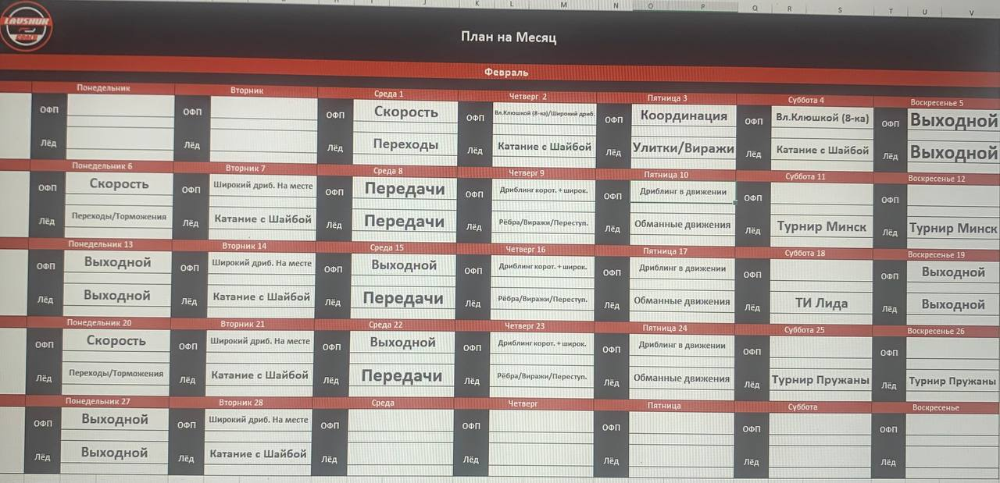 K L M N O P Q R S T U V
LAVSHUK
COACH
План на Месяц
Февраль
Понедельник Вторник Среда 1 Четверг 2 Пятница 3 Суббота 4 Воскресенье 5
ОФП ОФП ОФП Скорость ОФП Вл.Клюшкой (8-ка)/Широкий дриб. ОФП Координация ОФП Вл.Клюшкой (8-ка) ОФП Выходной
Лёд Лёд Лёд Переходы Лёд Катание с Шайбой Лёд Улитки/Виражи Лёд Катание с Шайбой Лёд Выходной
Понедельник 6 Вторник 7 Среда 8 Четверг 9 Пятница 10 Суббота 11 Воскресенье 12
ОФП Скорость ОФП Широкий дриб. На месте ОФП Передачи ОФП Дриблинг корот. + широк. ОФП Дриблинг в движении ОФП ОФП
Лёд Переходы/Торможения Лёд Катание с Шайбой Лёд Передачи Лёд Рёбра/Виражи/Переступ. Лёд Обманные движения Лёд Турнир Минск Лёд Турнир Минск
Понедельник 13 Вторник 14 Среда 15 Четверг 16 Пятница 17 Суббота 18 Воскресенье 19
ОФП Выходной ОФП Широкий дриб. На месте ОФП Выходной ОФП Дриблинг корот. + широк. ОФП Дриблинг в движении ОФП ОФП Выходной
Лёд Выходной Лёд Катание с Шайбой Лёд Передачи Лёд Рёбра/Виражи/Переступ. Лёд Обманные движения Лёд ТИ Лида Лёд Выходной
Понедельник 20 Вторник 21 Среда 22 Четверг 23 Пятница 24 Суббота 25 Воскресенье 26
ОФП Скорость ОФП Широкий дриб. На месте ОФП Выходной ОФП Дриблинг корот. + широк. ОФП Дриблинг в движении ОФП ОФП
Лёд Переходы/Торможения Лёд Катание с Шайбой Лёд Передачи Лёд Рёбра/Виражи/Переступ. Лёд Обманные движения Лёд Турнир Пружаны Лёд Турнир Пружаны
Понедельник 27 Вторник 28 Среда Четверг Пятница Суббота Воскресенье
ОФП Выходной ОФП Широкий дриб. На месте ОФП ОФП ОФП ОФП ОФП
Лёд Выходной Лёд Катание с Шайбой Лёд Лёд Лёд Лёд Лёд